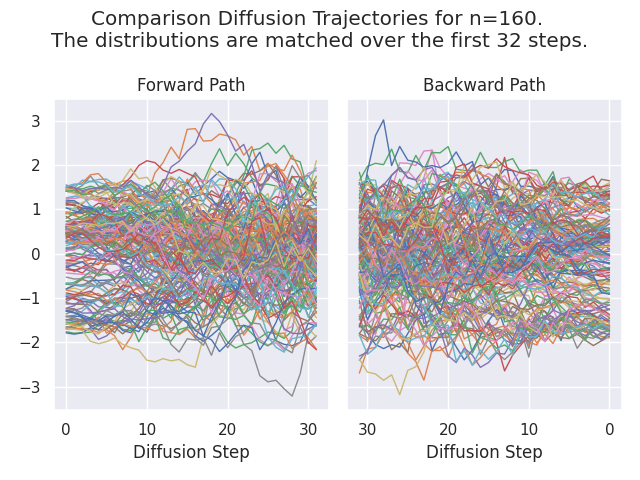 Comparison Diffusion Trajectories for n=160.
The distributions are matched over the first 32 steps.
Forward Path
Backward Path
3
2
1
0
−1
−2
−3
0 10 20 30
30 20 10 0
Diffusion Step
Diffusion Step